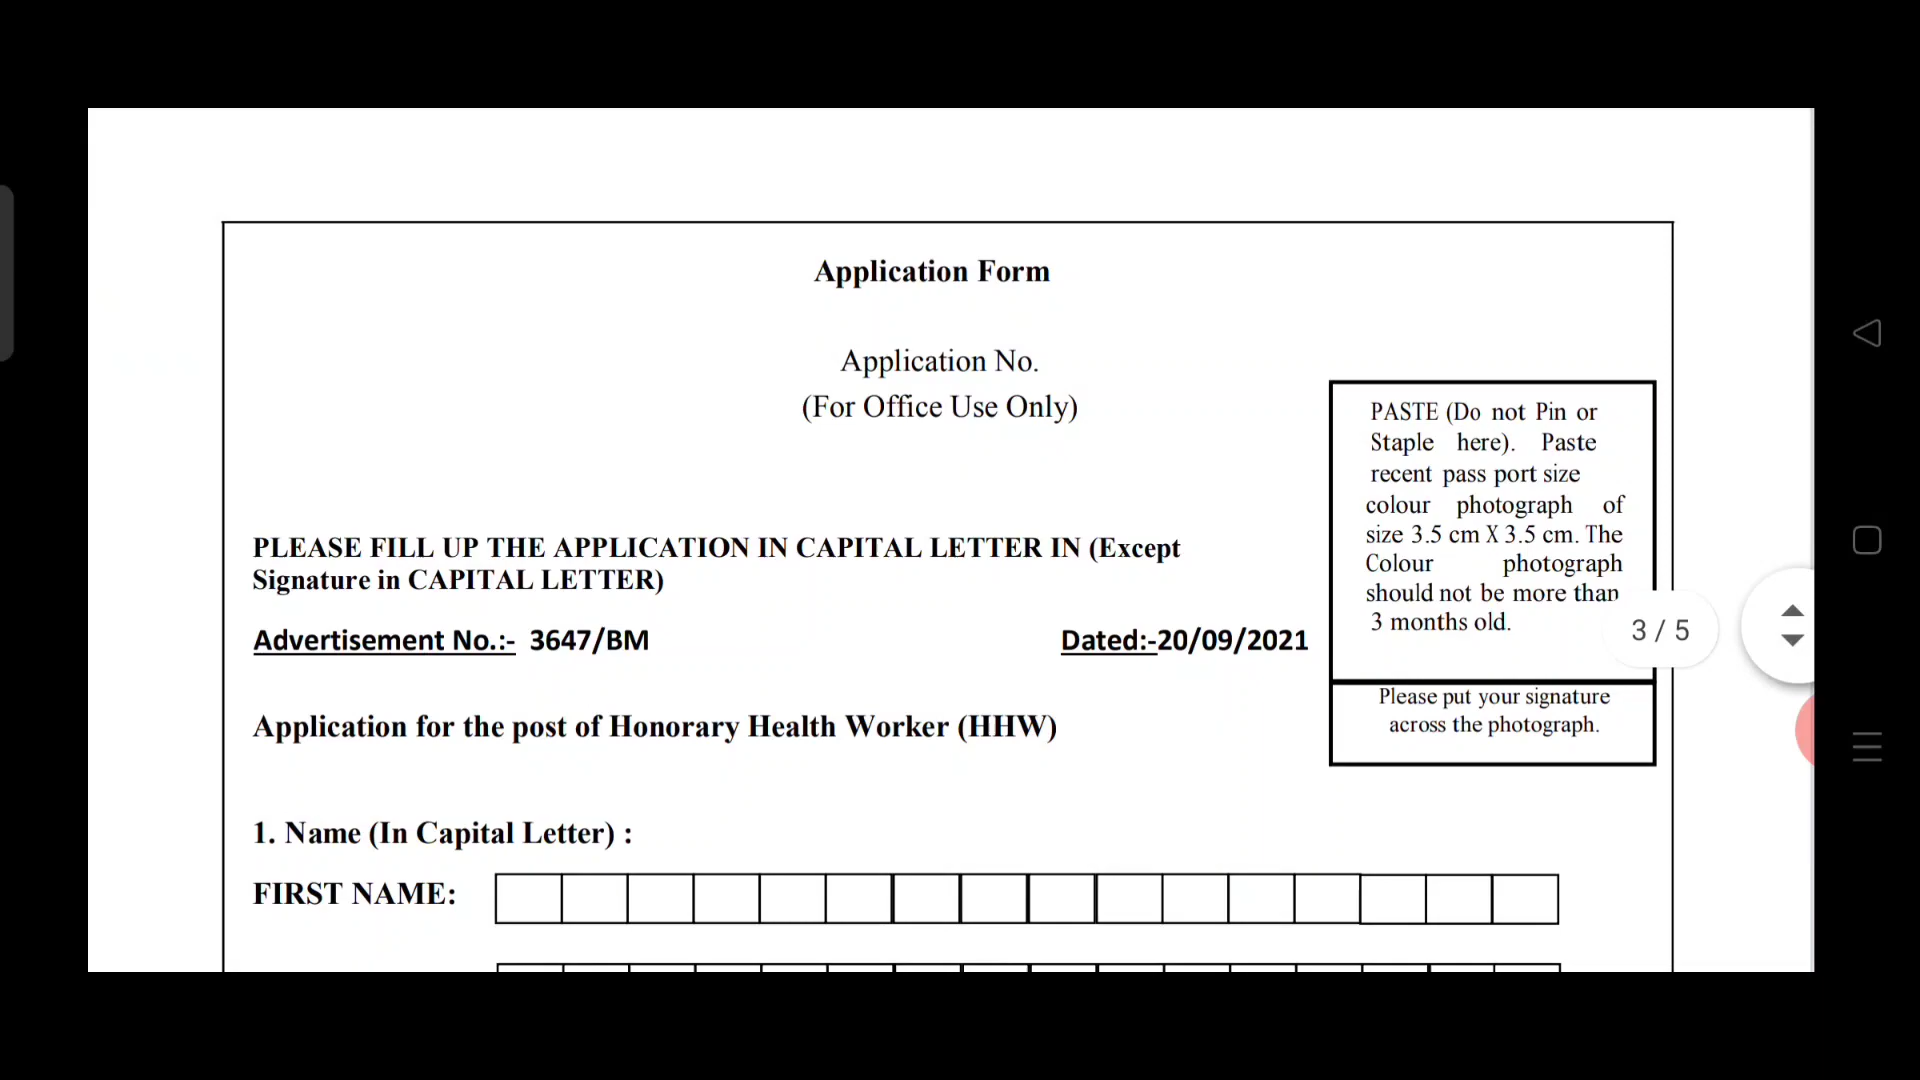 Application Form
Application No.
(For Office Use Only)
PASTE (Do not Pin or
Staple here). Paste
recent pass port size
colour photograph of
size 3.5 cm X 3.5 cm. The
Colour photograph
should not be more than
3 months old.
Please put your signature
across the photograph.
PLEASE FILL UP THE APPLICATION IN CAPITAL LETTER IN (Except
Signature in CAPITAL LETTER)
Advertisement No.:- 3647/BM Dated:-20/09/2021
3 / 5
Application for the post of Honorary Health Worker (HHW)
1. Name (In Capital Letter) :
FIRST NAME: